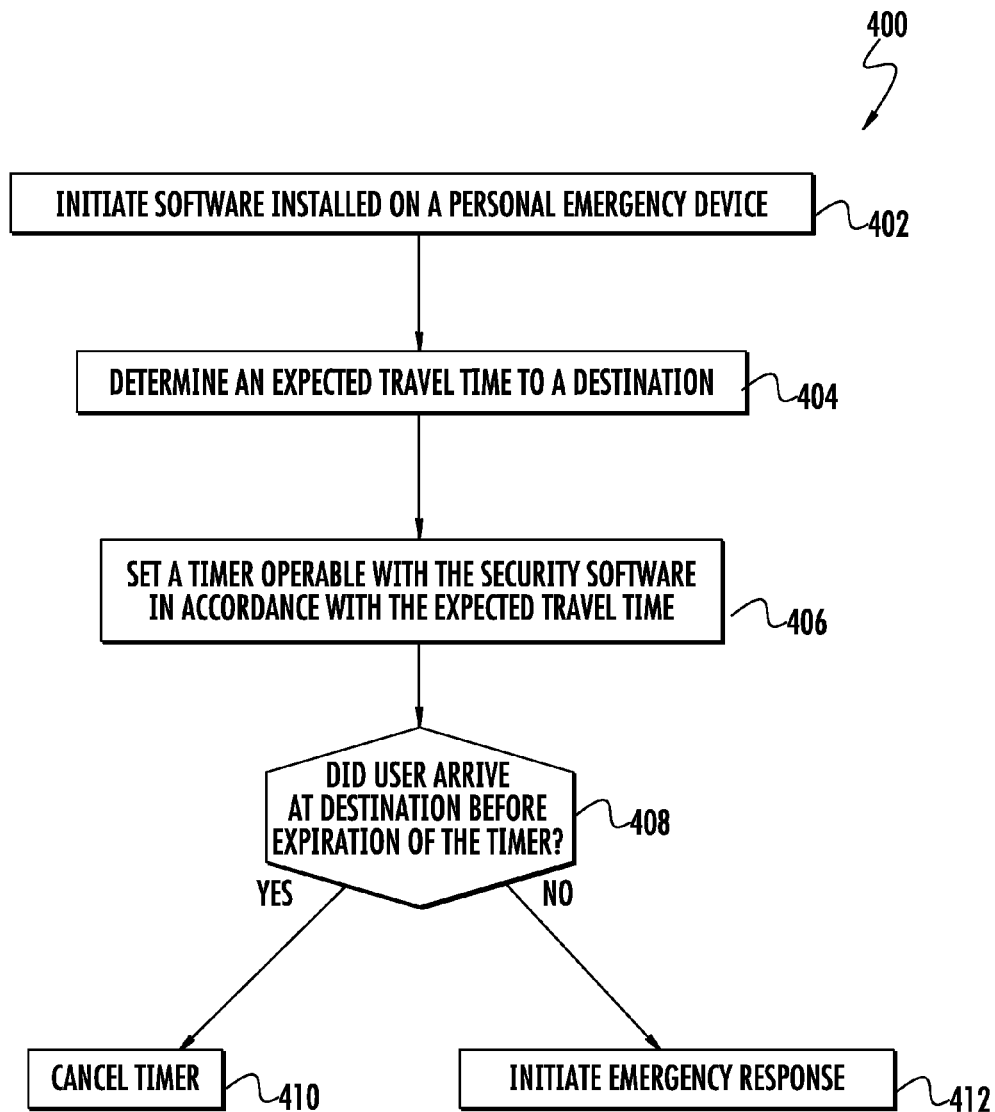 400
INITIATE SOFTWARE INSTALLED ON A PERSONAL EMERGENCY DEVICE
402
DETERMINE AN EXPECTED TRAVEL TIME TO A DESTINATION
404
SET A TIMER OPERABLE WITH THE SECURITY SOFTWARE
IN ACCORDANCE WITH THE EXPECTED TRAVEL TIME
406
DID USER ARRIVE
AT DESTINATION BEFORE
EXPIRATION OF THE TIMER?
408
YES
NO
CANCEL TIMER
410
INITIATE EMERGENCY RESPONSE
412